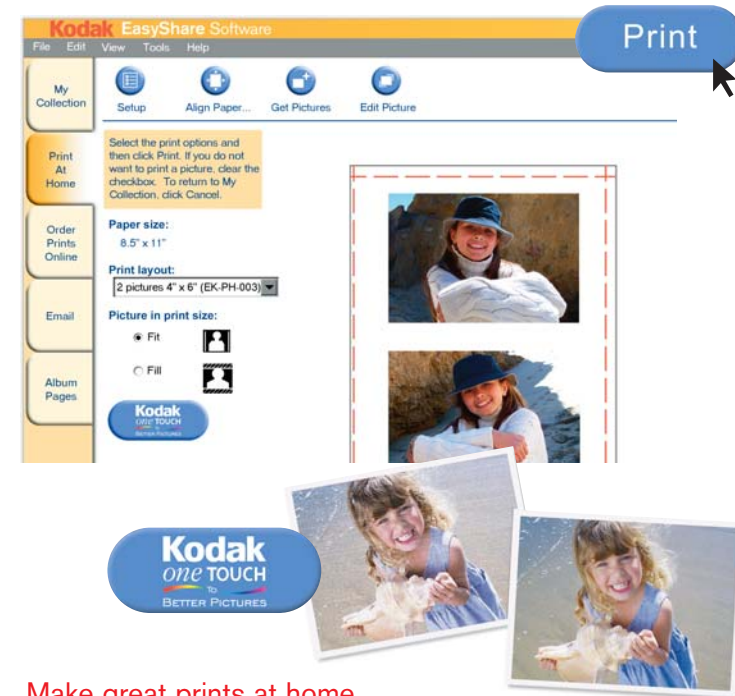 Kodak EasyShare Software
Print
File Edit View Tools Help
My
Collection
Setup
Align Paper...
Get Pictures
Edit Picture
Print
At
Home
Select the print options and
then click Print. If you do not
want to print a picture, clear the
checkbox. To return to My
Collection, click Cancel.
Order
Prints
Online
Paper size:
8.5" x 11"
Print layout:
2 pictures 4" x 6" (EK-PH-003)
Email
Picture in print size:
Fit
Fill
Album
Pages
Kodak
one TOUCH
TO
BETTER PICTURES
Kodak
one TOUCH
TO
BETTER PICTURES
Make great prints at home